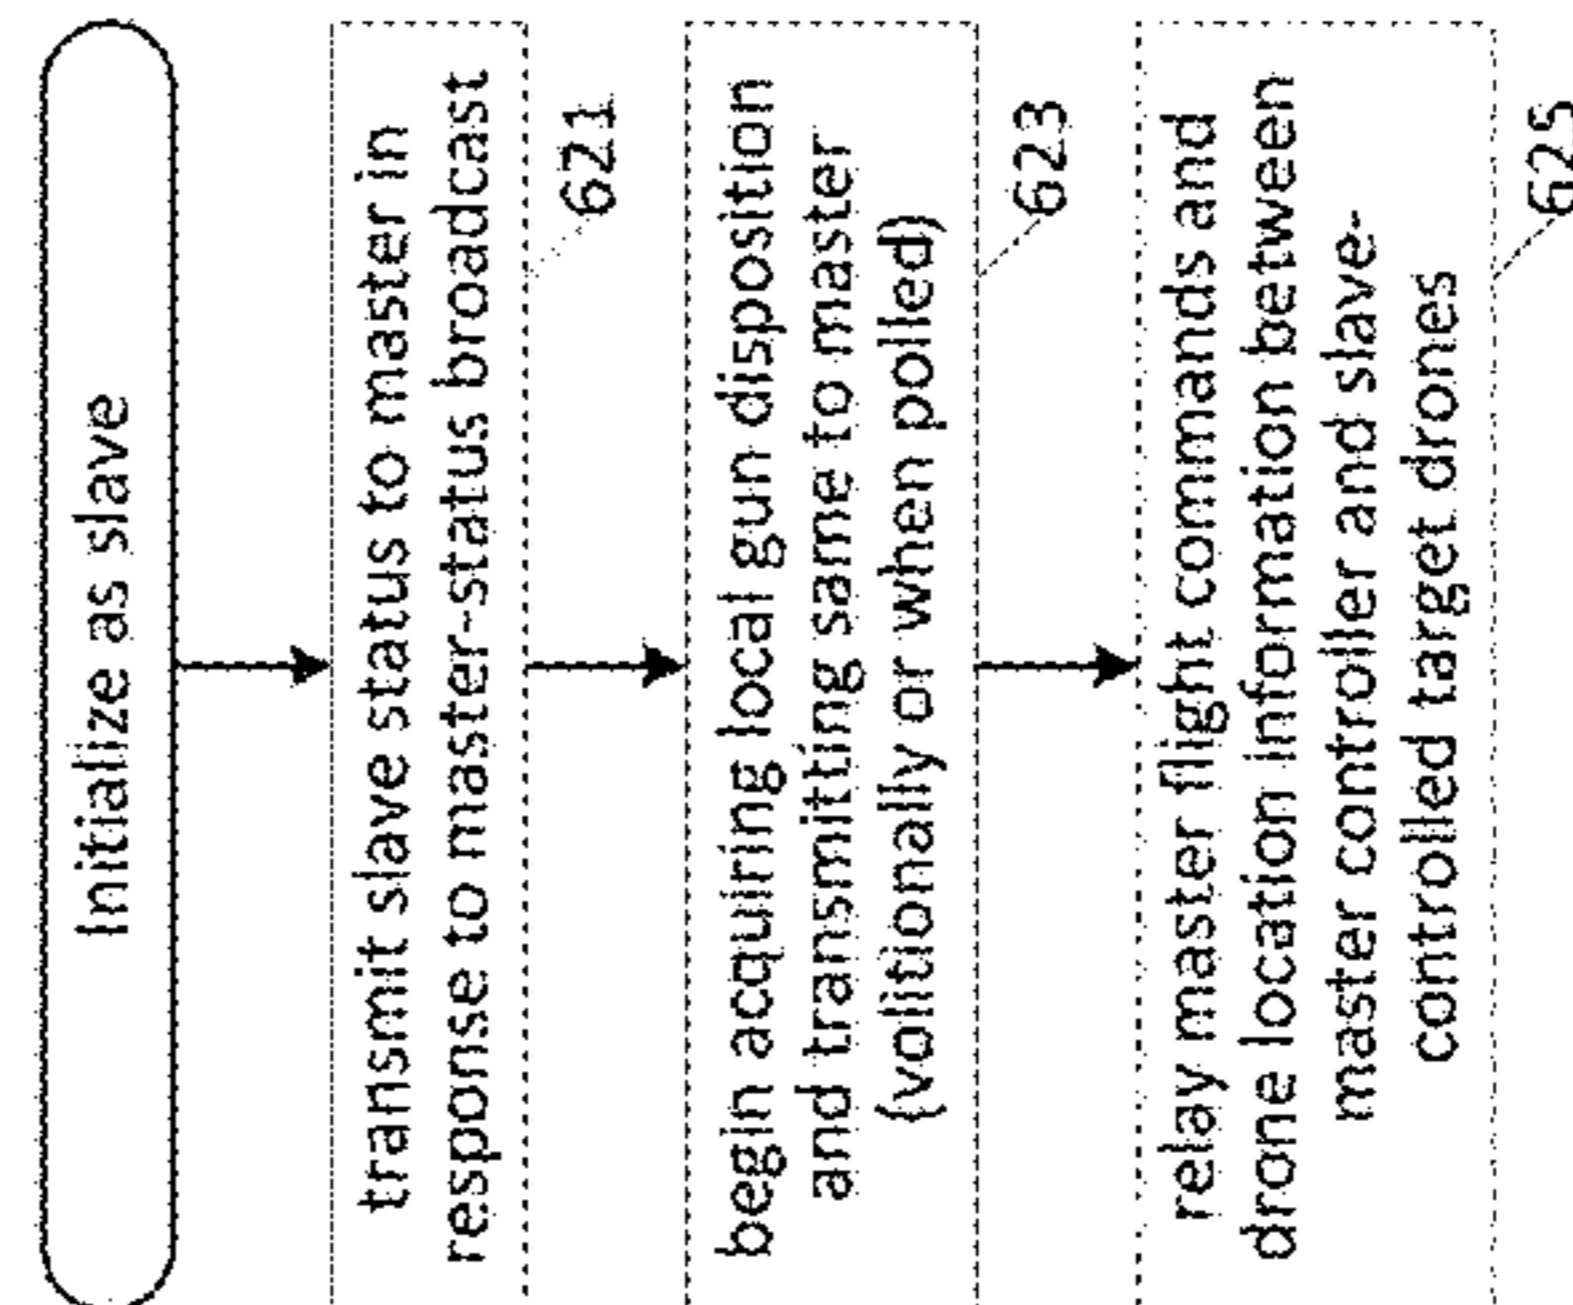 Initialize as slave
transmit slave status to master in
response to master-status broadcast
621
begin acquiring local gun disposition
and transmitting same to master
(volitionally or when polled)
623
relay master flight commands and
drone location information between
master controller and slave-
controlled target drones
625